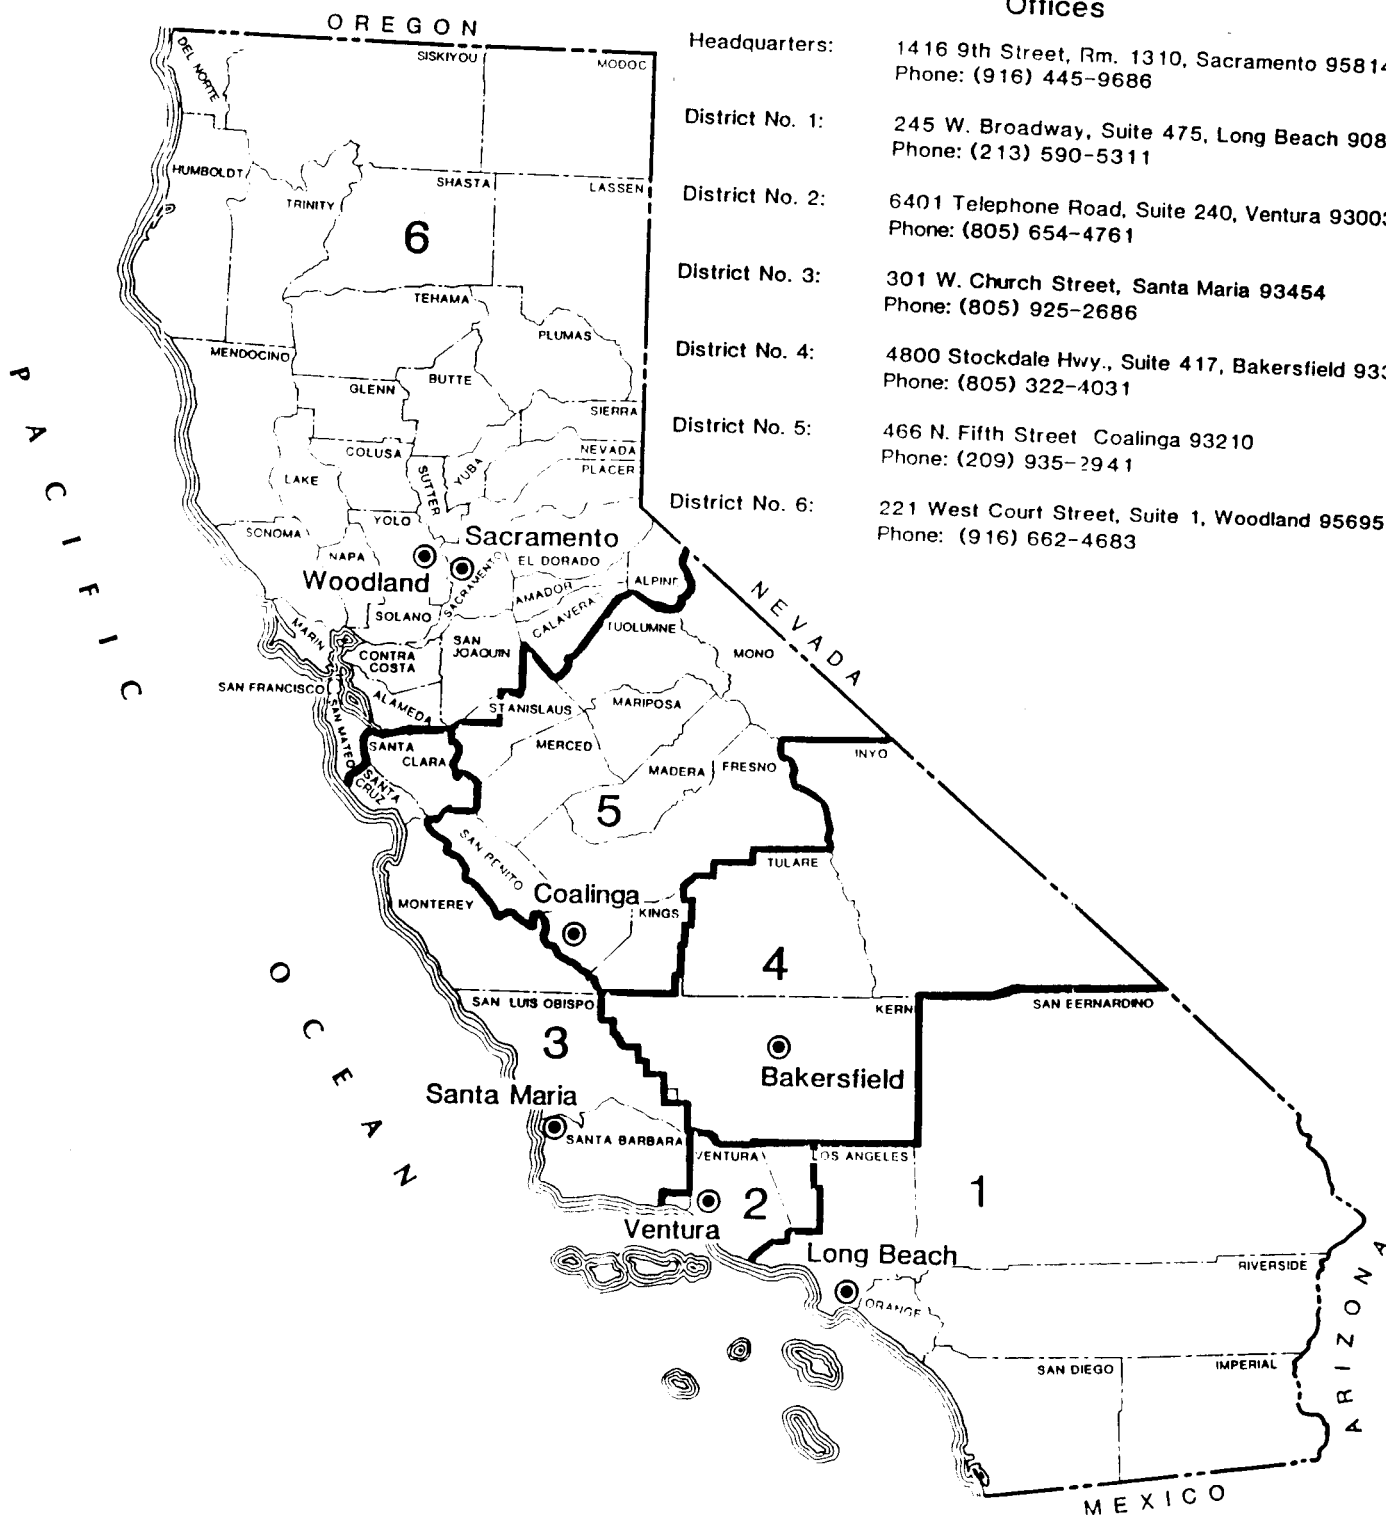 Offices
Headquarters: 1416 9th Street, Rm. 1310, Sacramento 95814
Phone: (916) 445-9686
District No. 1: 245 W. Broadway, Suite 475, Long Beach 908
Phone: (213) 590-5311
District No. 2: 6401 Telephone Road, Suite 240, Ventura 93003
Phone: (805) 654-4761
District No. 3: 301 W. Church Street, Santa Maria 93454
Phone: (805) 925-2686
District No. 4: 4800 Stockdale Hwy., Suite 417, Bakersfield 933
Phone: (805) 322-4031
District No. 5: 466 N. Fifth Street Coalinga 93210
Phone: (209) 935-2941
District No. 6: 221 West Court Street, Suite 1, Woodland 95695
Phone: (916) 662-4683
OREGON
DEL NORTE
SISKIYOU
MODOC
HUMBOLDT
TRINITY
SHASTA
LASSEN
6
TEHAMA
PLUMAS
MENDOCINO
GLENN
BUTTE
SIERRA
COLUSA
NEVADA
PLACER
LAKE
SUTTER
YUBA
YOLO
SONOMA
NAPA
Sacramento
Woodland
SACRAMENTO
EL DORADO
ALPINE
AMADOR
CALAVERA
SOLANO
MARIN
CONTRA
COSTA
SAN
JOAQUIN
TUOLUMNE
MONO
NEVADA
SAN FRANCISCO
SAN MATEO
ALAMEDA
STANISLAUS
MARIPOSA
SANTA
CLARA
MERCED
MADERA
FRESNO
INYO
SANTA
CRUZ
5
SAN BENITO
TULARE
Coalinga
KINGS
MONTEREY
4
PACIFIC
OCEAN
SAN LUIS OBISPO
KERN
SAN BERNARDINO
3
Bakersfield
Santa Maria
SANTA BARBARA
VENTURA
LOS ANGELES
1
2
Ventura
Long Beach
ORANGE
RIVERSIDE
SAN DIEGO
IMPERIAL
ARIZONA
MEXICO